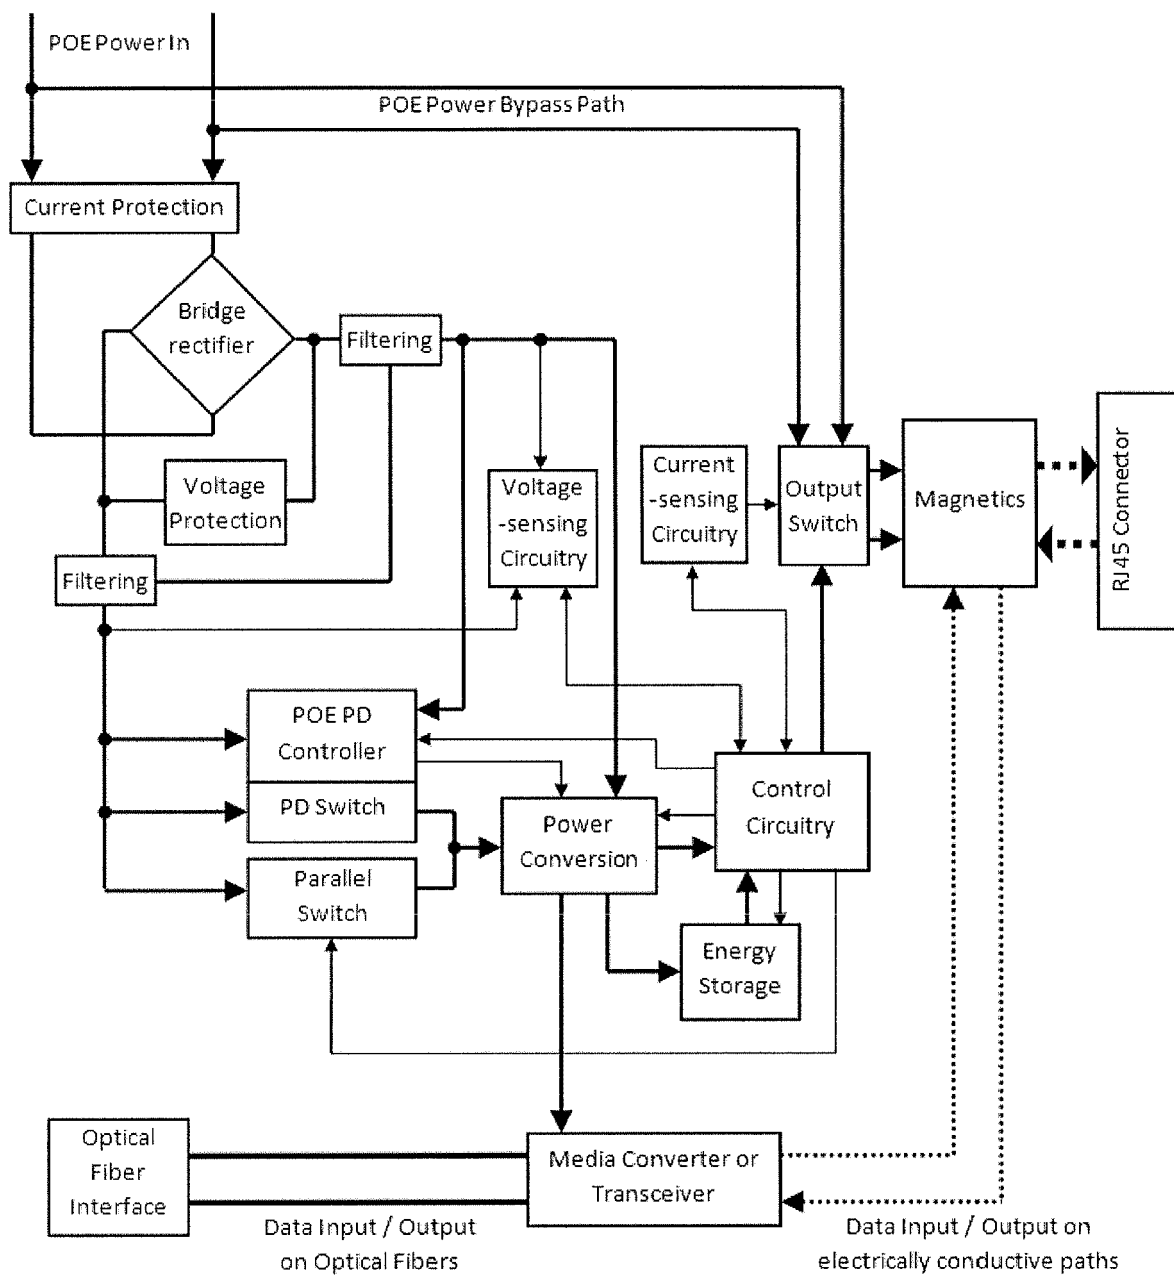 POE Power In
POE Power Bypass Path
Current Protection
Bridge
rectifier
Filtering
Voltage
Protection
Voltage
-sensing
Circuitry
Current
-sensing
Circuitry
Output
Switch
Magnetics
RJ45 Connector
Filtering
POE PD
Controller
PD Switch
Parallel
Switch
Power
Conversion
Control
Circuitry
Energy
Storage
Optical
Fiber
Interface
Media Converter or
Transceiver
Data Input / Output
on Optical Fibers
Data Input / Output on
electrically conductive paths